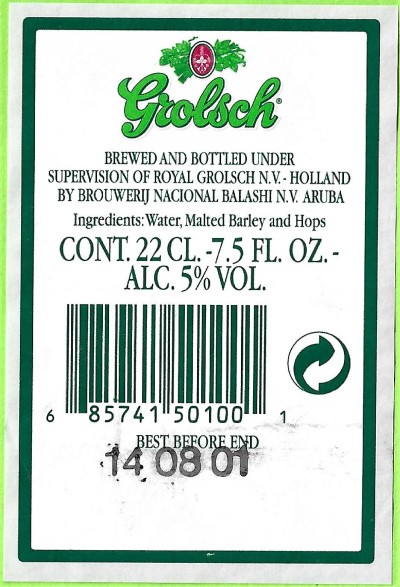 Grolsch®
BREWED AND BOTTLED UNDER
SUPERVISION OF ROYAL GROLSCH N.V. - HOLLAND
BY BROUWERIJ NACIONAL BALASHI N.V. ARUBA
Ingredients: Water, Malted Barley and Hops
CONT. 22 CL. -7.5 FL. OZ. -
ALC. 5% VOL.
6 85741 50100 1
BEST BEFORE END
14 08 01